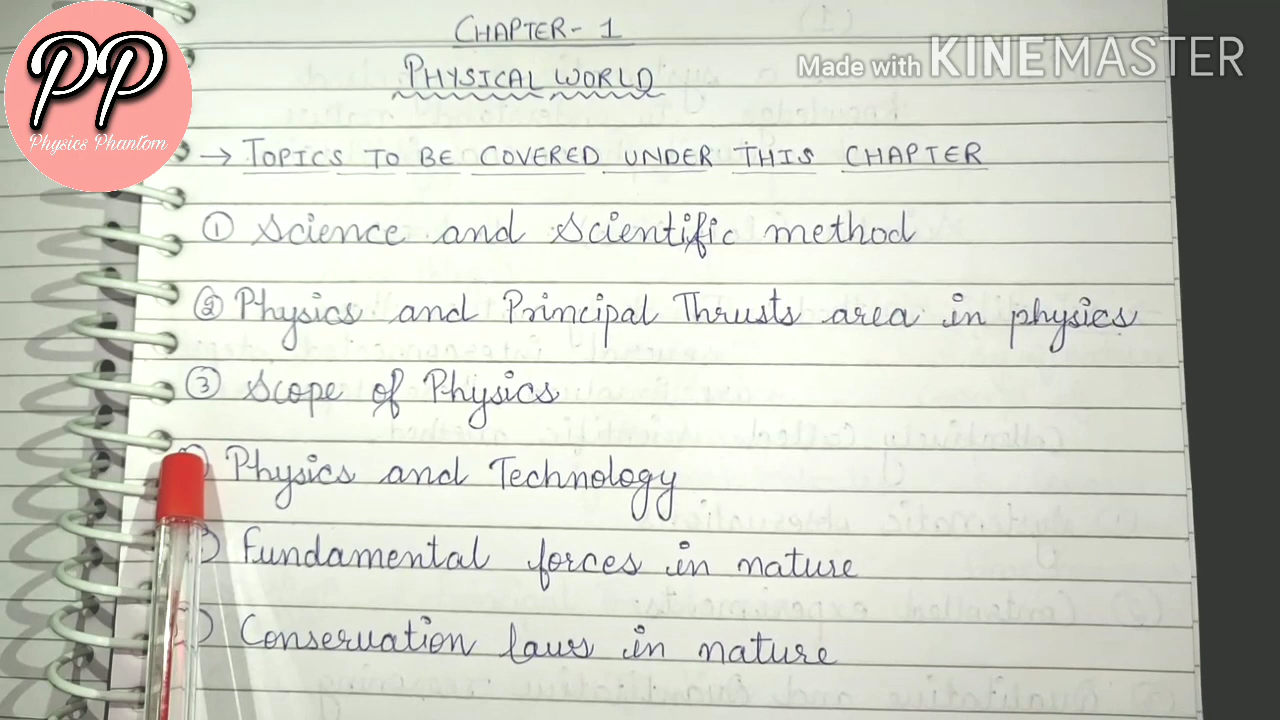 CHAPTER- 1
PHYSICAL WORLD
Made with KINEMASTER
PP
Physics Phantom
→ TOPICS TO BE COVERED UNDER THIS CHAPTER
① Science and Scientific method
② Physics and Principal Thrusts area in physics
③ Scope of Physics
Physics and Technology
Fundamental forces in nature
Conservation laws in nature